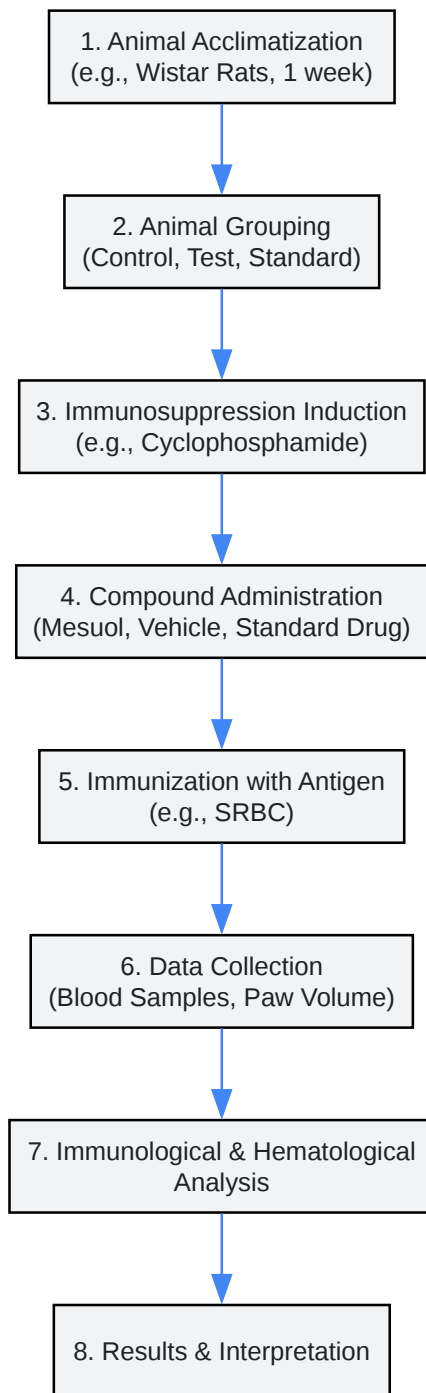 1. Animal Acclimatization
(e.g., Wistar Rats, 1 week)
2. Animal Grouping
(Control, Test, Standard)
3. Immunosuppression Induction
(e.g., Cyclophosphamide)
4. Compound Administration
(Mesuol, Vehicle, Standard Drug)
5. Immunization with Antigen
(e.g., SRBC)
6. Data Collection
(Blood Samples, Paw Volume)
7. Immunological & Hematological
Analysis
8. Results & Interpretation